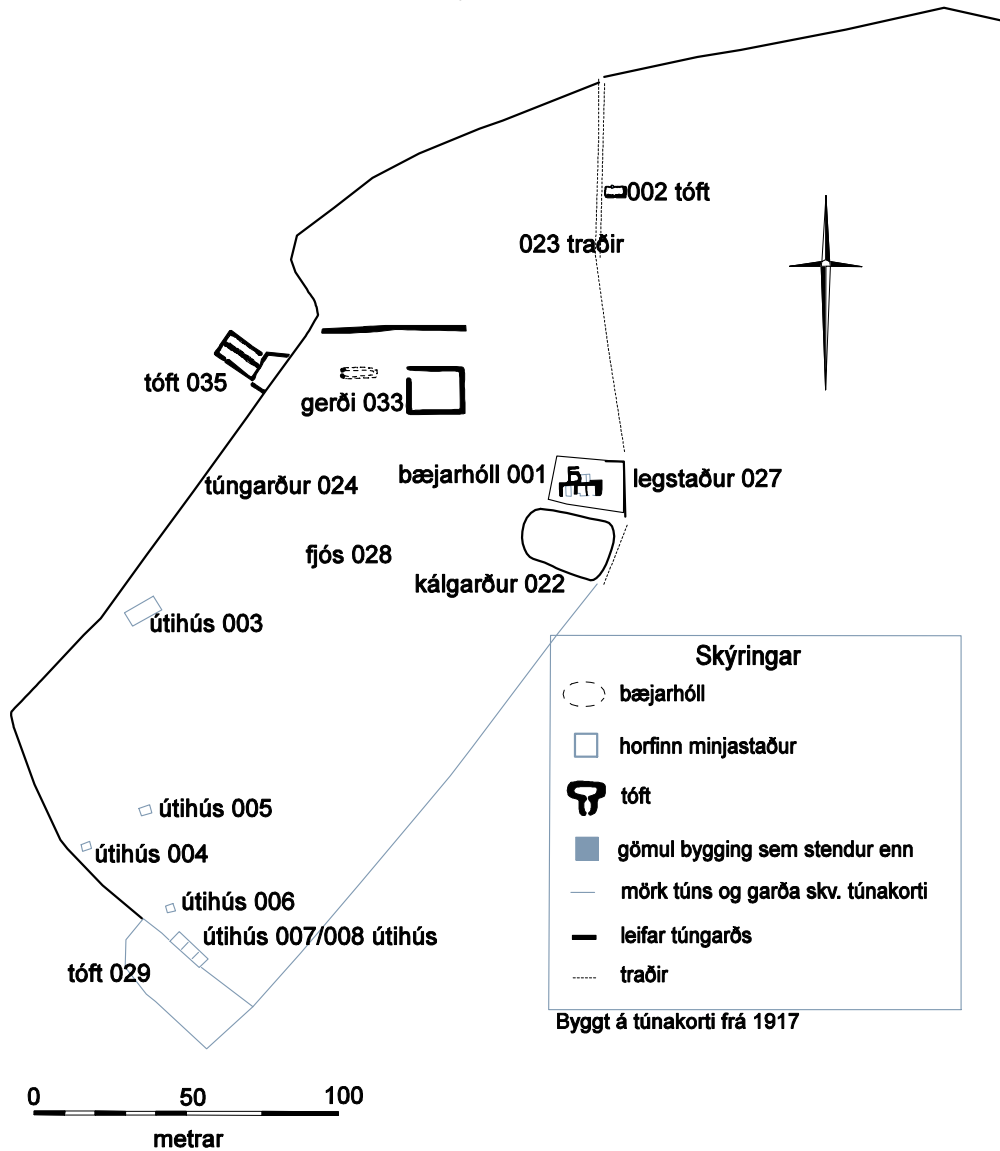 002 tóft
023 traðir
tóft 035
gerði 033
bæjarhóll 001
legstaður 027
túngarður 024
fjós 028
kálgarður 022
útihús 003
Skýringar
bæjarhóll
horfinn minjastaður
tóft
gömul bygging sem stendur enn
mörk túns og garða skv. túnakorti
leifar túngarðs
traðir
Byggt á túnakorti frá 1917
útihús 005
útihús 004
útihús 006
útihús 007/008 útihús
tóft 029
0 50 100
metrar